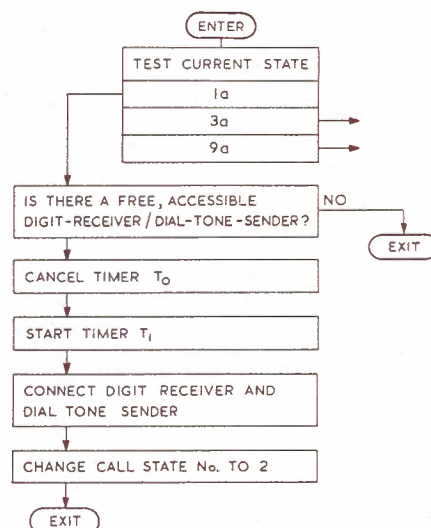 ENTER
TEST CURRENT STATE
1a
3a
9a
IS THERE A FREE, ACCESSIBLE
DIGIT-RECEIVER/DIAL-TONE-SENDER?
NO
EXIT
CANCEL TIMER T0
START TIMER T1
CONNECT DIGIT RECEIVER AND
DIAL TONE SENDER
CHANGE CALL STATE No. TO 2
EXIT